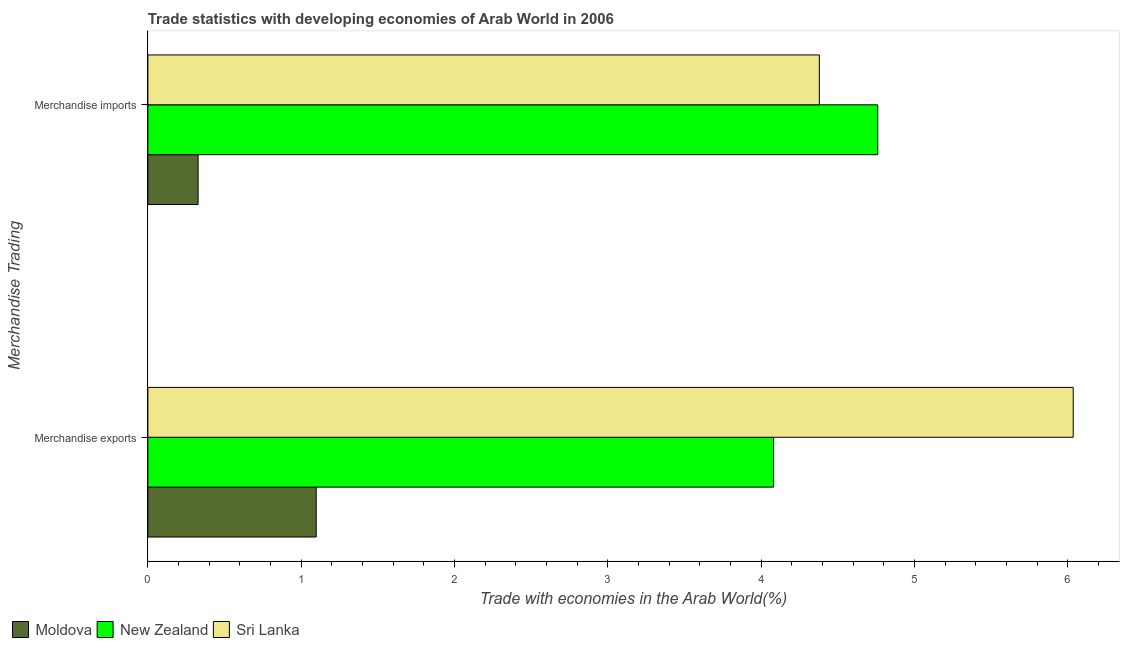 Trade statistics with developing economies of Arab World in 2006
Merchandise Trading
Merchandise imports
Merchandise exports
0
1
2
3
4
5
6
Trade with economies in the Arab World(%)
Moldova
New Zealand
Sri Lanka